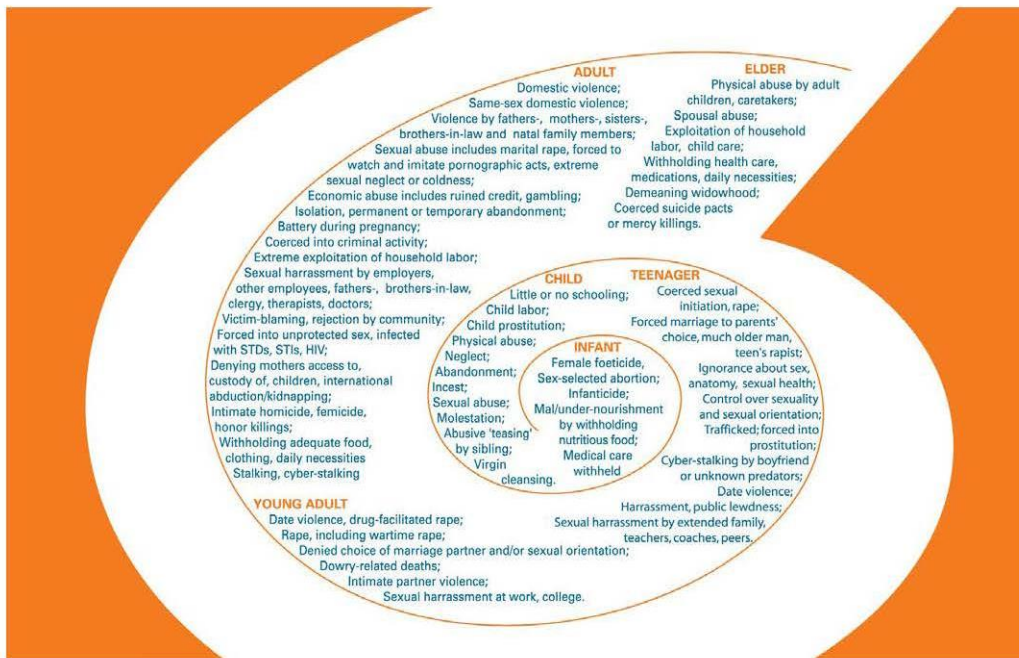 ADULT
Domestic violence;
Same-sex domestic violence;
Violence by fathers-, mothers-, sisters-,
brothers-in-law and natal family members;
Sexual abuse includes marital rape, forced to
watch and imitate pornographic acts, extreme
sexual neglect or coldness;
Economic abuse includes ruined credit, gambling;
Isolation, permanent or temporary abandonment;
Battery during pregnancy;
Coerced into criminal activity;
Extreme exploitation of household labor;
Sexual harassment by employers,
other employees, fathers-, brothers-in-law,
clergy, therapists, doctors;
Victim-blaming, rejection by community;
Forced into unprotected sex, infected
with STDs, STIs, HIV;
Denying mothers access to,
custody of, children, international
abduction/kidnapping;
Intimate homicide, femicide,
honor killings;
Withholding adequate food,
clothing, daily necessities
Stalking, cyber-stalking
ELDER
Physical abuse by adult
children, caretakers;
Spousal abuse;
Exploitation of household
labor, child care;
Withholding health care,
medications, daily necessities;
Demeaning widowhood;
Coerced suicide pacts
or mercy killings.
CHILD
Little or no schooling;
Child labor;
Child prostitution;
Physical abuse;
Neglect;
Abandonment;
Incest;
Sexual abuse;
Molestation;
Abusive 'teasing'
by sibling;
Virgin
cleansing.
INFANT
Female foeticide,
Sex-selected abortion;
Infanticide;
Mal/under-nourishment
by withholding
nutritious food;
Medical care
withheld
TEENAGER
Coerced sexual
initiation, rape;
Forced marriage to parents'
choice, much older man,
teen's rapist;
Ignorance about sex,
anatomy, sexual health;
Control over sexuality
and sexual orientation;
Trafficked; forced into
prostitution;
Cyber-stalking by boyfriend
or unknown predators;
Date violence;
Harrassment, public lewdness;
Sexual harassment by extended family,
teachers, coaches, peers.
YOUNG ADULT
Date violence, drug-facilitated rape;
Rape, including wartime rape;
Denied choice of marriage partner and/or sexual orientation;
Dowry-related deaths;
Intimate partner violence;
Sexual harrassment at work, college.